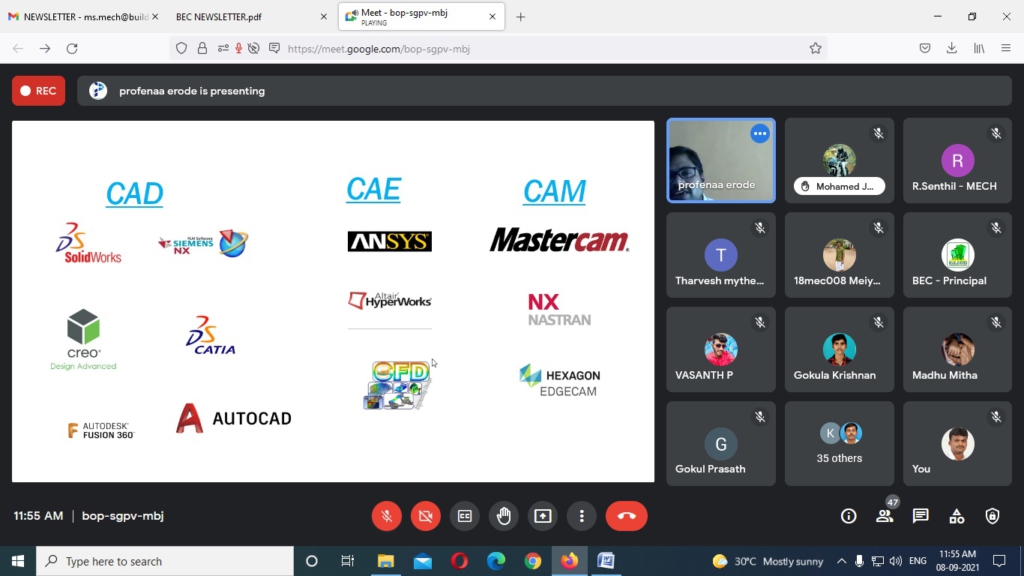 NEWSLETTER - ms.mech@build
BEC NEWSLETTER.pdf
Meet - bop-sgpv-mbj
PLAYING
https://meet.google.com/bop-sgpv-mbj
REC
profenaa erode is presenting
CAD
CAE
CAM
SolidWorks
PLM Software
SIEMENS
NX
ANSYS
Mastercam.
Altair
HyperWorks
NX
NASTRAN
creo
Design Advanced
CATIA
CFD
HEXAGON
EDGECAM
AUTODESK
FUSION 360
AUTOCAD
profenaa erode
Mohamed J...
R
R.Senthil - MECH
T
Tharvesh mythe...
18mec008 Meiy...
BEC - Principal
VASANTH P
Gokula Krishnan
Madhu Mitha
G
Gokul Prasath
K
35 others
You
11:55 AM | bop-sgpv-mbj
CC
47
Type here to search
30°C Mostly sunny
ENG
11:55 AM
08-09-2021